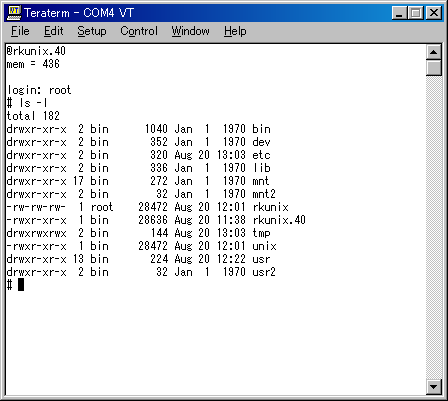 Teraterm - COM4 VT
File Edit Setup Control Window Help
@rkunix.40
mem = 436
login: root
# ls -l
total 182
drwxr-xr-x  2 bin      1040 Jan  1  1970 bin
drwxr-xr-x  2 bin       352 Jan  1  1970 dev
drwxr-xr-x  2 bin       320 Aug 20 13:03 etc
drwxr-xr-x  2 bin       336 Jan  1  1970 lib
drwxr-xr-x 17 bin       272 Jan  1  1970 mnt
drwxr-xr-x  2 bin        32 Jan  1  1970 mnt2
-rw-rw-rw-  1 root    28472 Aug 20 12:01 rkunix
-rwxr-xr-x  1 bin     28636 Aug 20 11:38 rkunix.40
drwxrwxrwx  2 bin       144 Aug 20 13:03 tmp
-rwxr-xr-x  1 bin     28472 Aug 20 12:01 unix
drwxr-xr-x 13 bin       224 Aug 20 12:22 usr
drwxr-xr-x  2 bin        32 Jan  1  1970 usr2
#